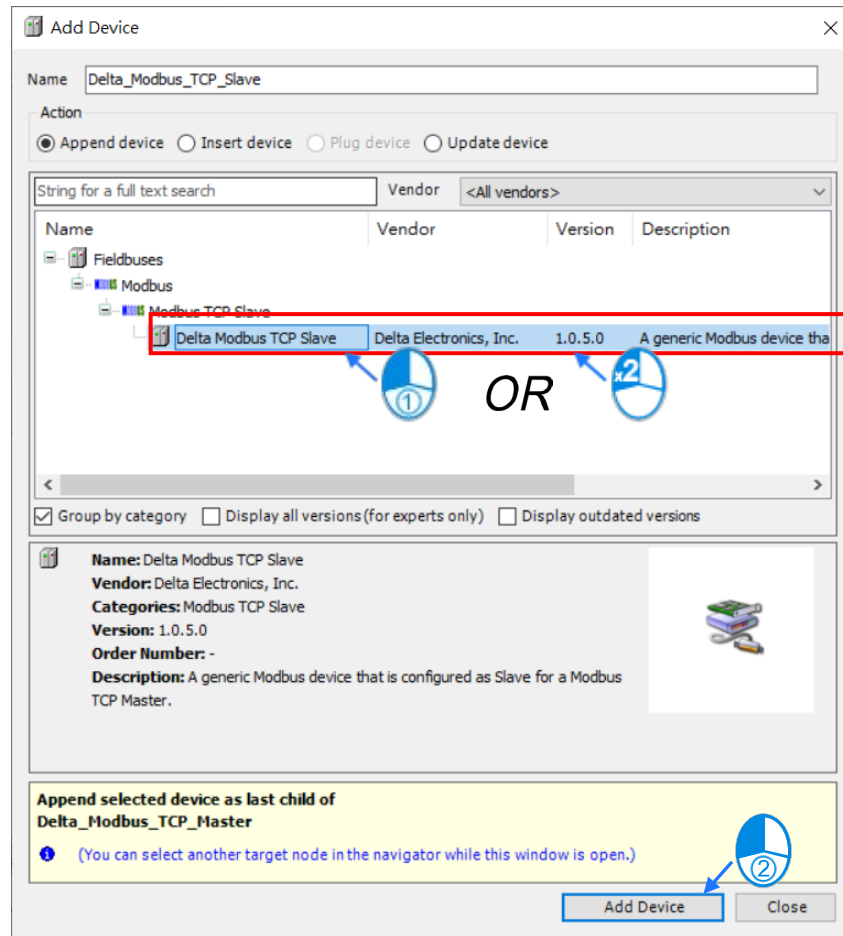 Add Device
Name Delta_Modbus_TCP_Slave
Action
Append device Insert device Plug device Update device
String for a full text search Vendor <All vendors>
Name Vendor Version Description
Fieldbuses
Modbus
Modbus TCP Slave
Delta Modbus TCP Slave Delta Electronics, Inc. 1.0.5.0 A generic Modbus device tha
1 OR x2
Group by category Display all versions (for experts only) Display outdated versions
Name: Delta Modbus TCP Slave
Vendor: Delta Electronics, Inc.
Categories: Modbus TCP Slave
Version: 1.0.5.0
Order Number: -
Description: A generic Modbus device that is configured as Slave for a Modbus
TCP Master.
Append selected device as last child of
Delta_Modbus_TCP_Master
(You can select another target node in the navigator while this window is open.)
2
Add Device Close